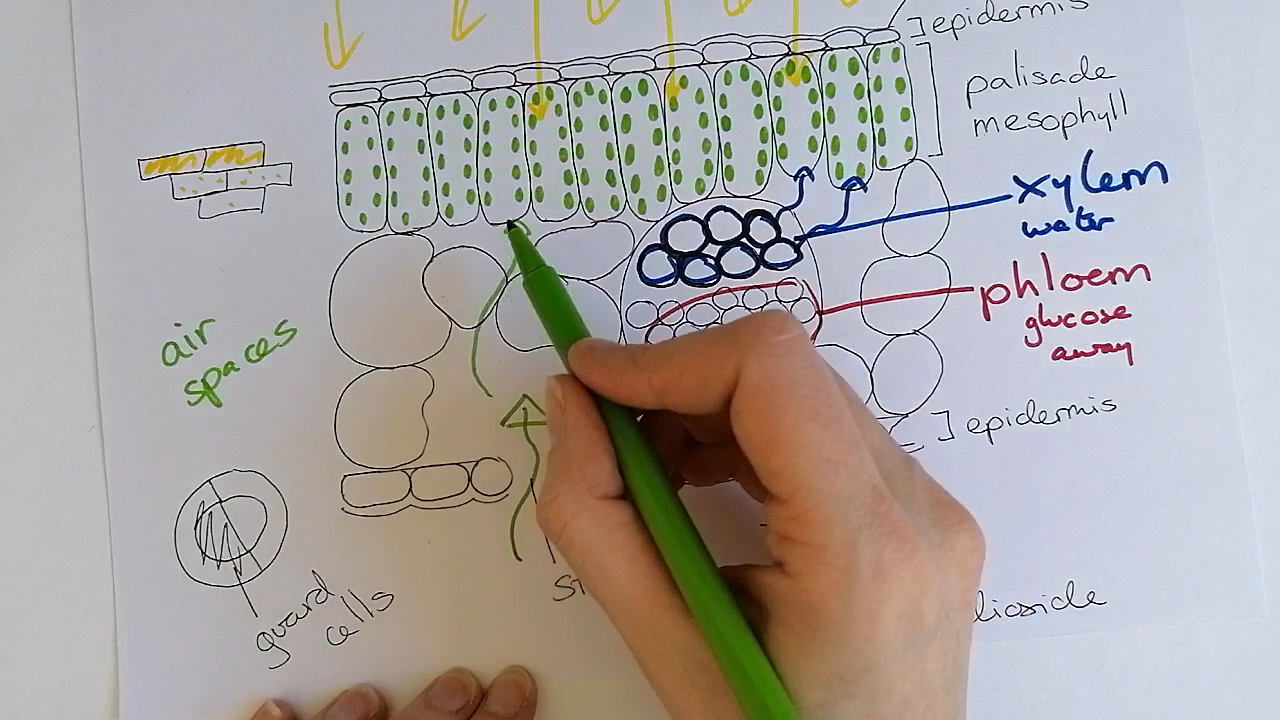 epidermis
palisade
mesophyll
xylem
water
phloem
glucose
away
air
spaces
epidermis
guard
cells